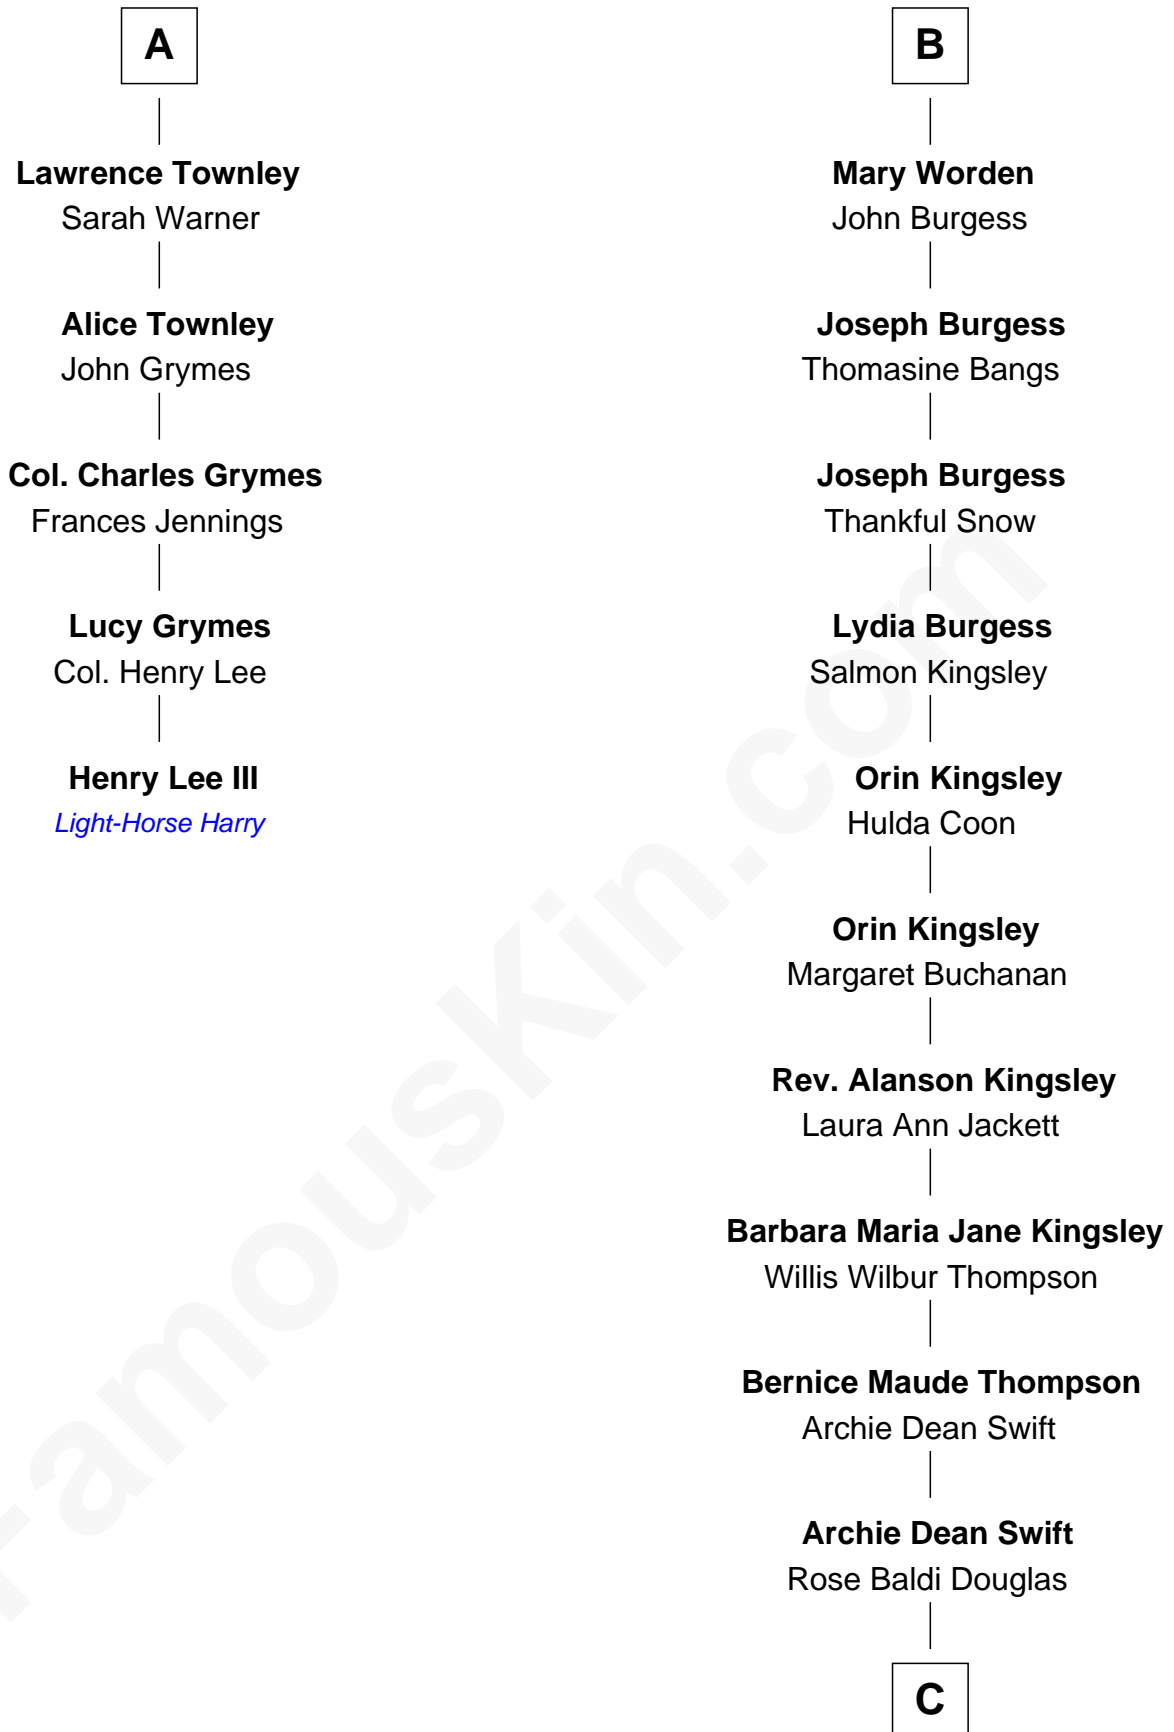 A
Lawrence Townley
Sarah Warner
Alice Townley
John Grymes
Col. Charles Grymes
Frances Jennings
Lucy Grymes
Col. Henry Lee
Henry Lee III
Light-Horse Harry
B
Mary Worden
John Burgess
Joseph Burgess
Thomasine Bangs
Joseph Burgess
Thankful Snow
Lydia Burgess
Salmon Kingsley
Orin Kingsley
Hulda Coon
Orin Kingsley
Margaret Buchanan
Rev. Alanson Kingsley
Laura Ann Jackett
Barbara Maria Jane Kingsley
Willis Wilbur Thompson
Bernice Maude Thompson
Archie Dean Swift
Archie Dean Swift
Rose Baldi Douglas
C
FamousKin.com